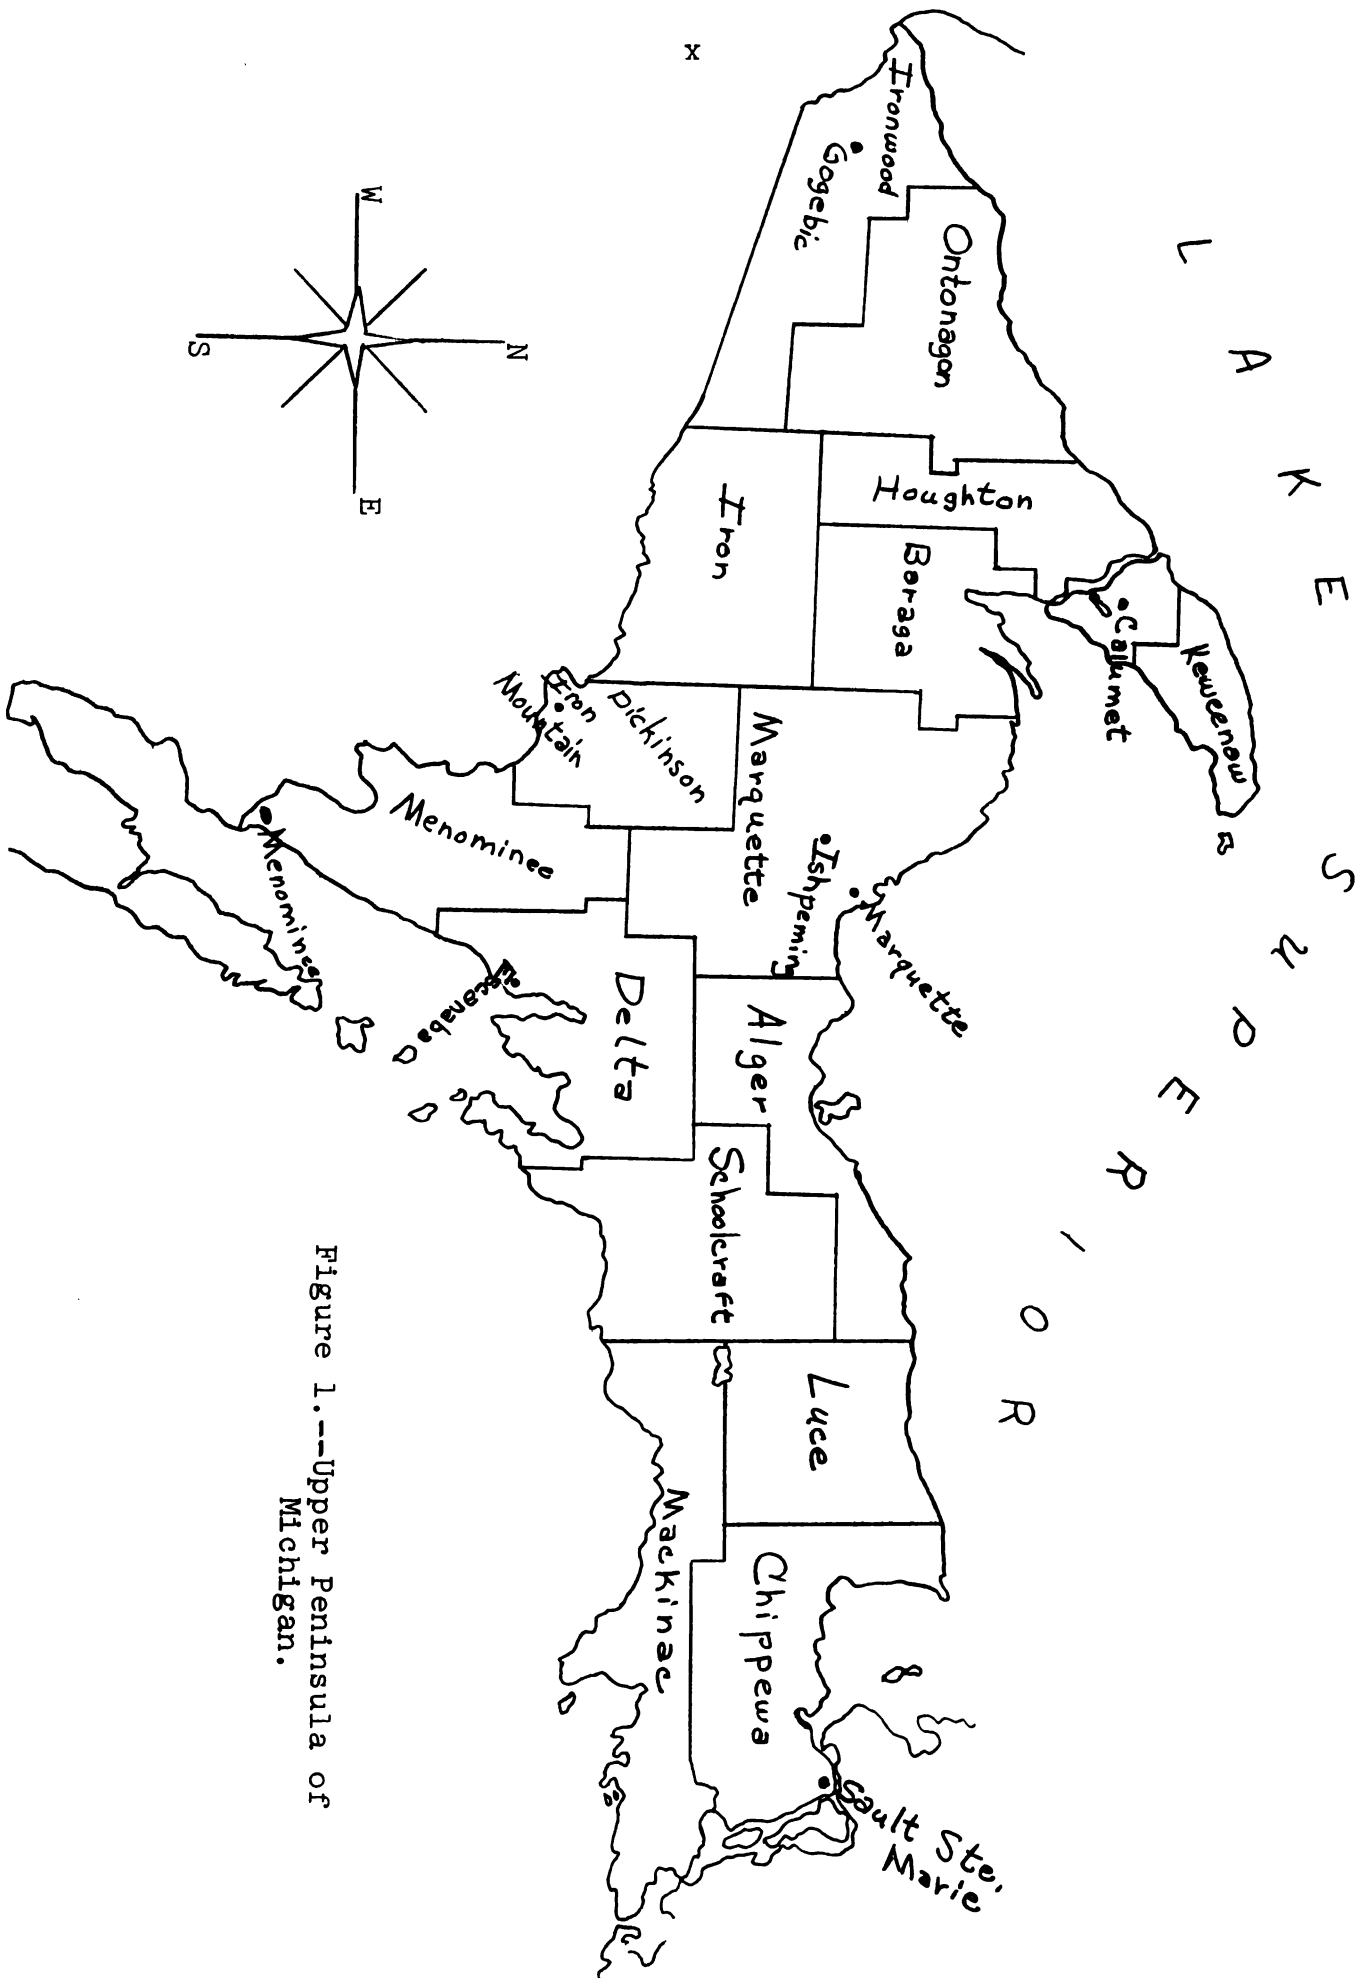 x
LAKE SUPERIOR
Ironwood
Gogebic
Ontonagon
Houghton
Keweenaw
Calumet
Baraga
Iron
Iron
Mountain
Dickinson
Marquette
Ishpeming
Marquette
Menominee
Menominee
Escanaba
Delta
Alger
Schoolcraft
Luce
Mackinac
Chippewa
Sault Ste.
Marie
N
W
E
S
Figure 1.--Upper Peninsula of
Michigan.